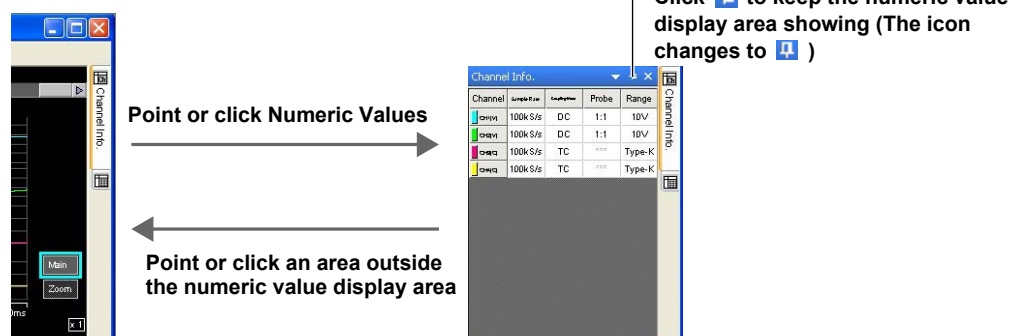 Click to keep the numeric value
display area showing (The icon
changes to )
Point or click Numeric Values
Point or click an area outside
the numeric value display area
Channel Info.
Main
Zoom
x 1
Channel Info.
Channel Sample Rate Probe Range
100k S/s DC 1:1 10V
100k S/s DC 1:1 10V
100k S/s TC *** Type-K
100k S/s TC *** Type-K
Channel Info.